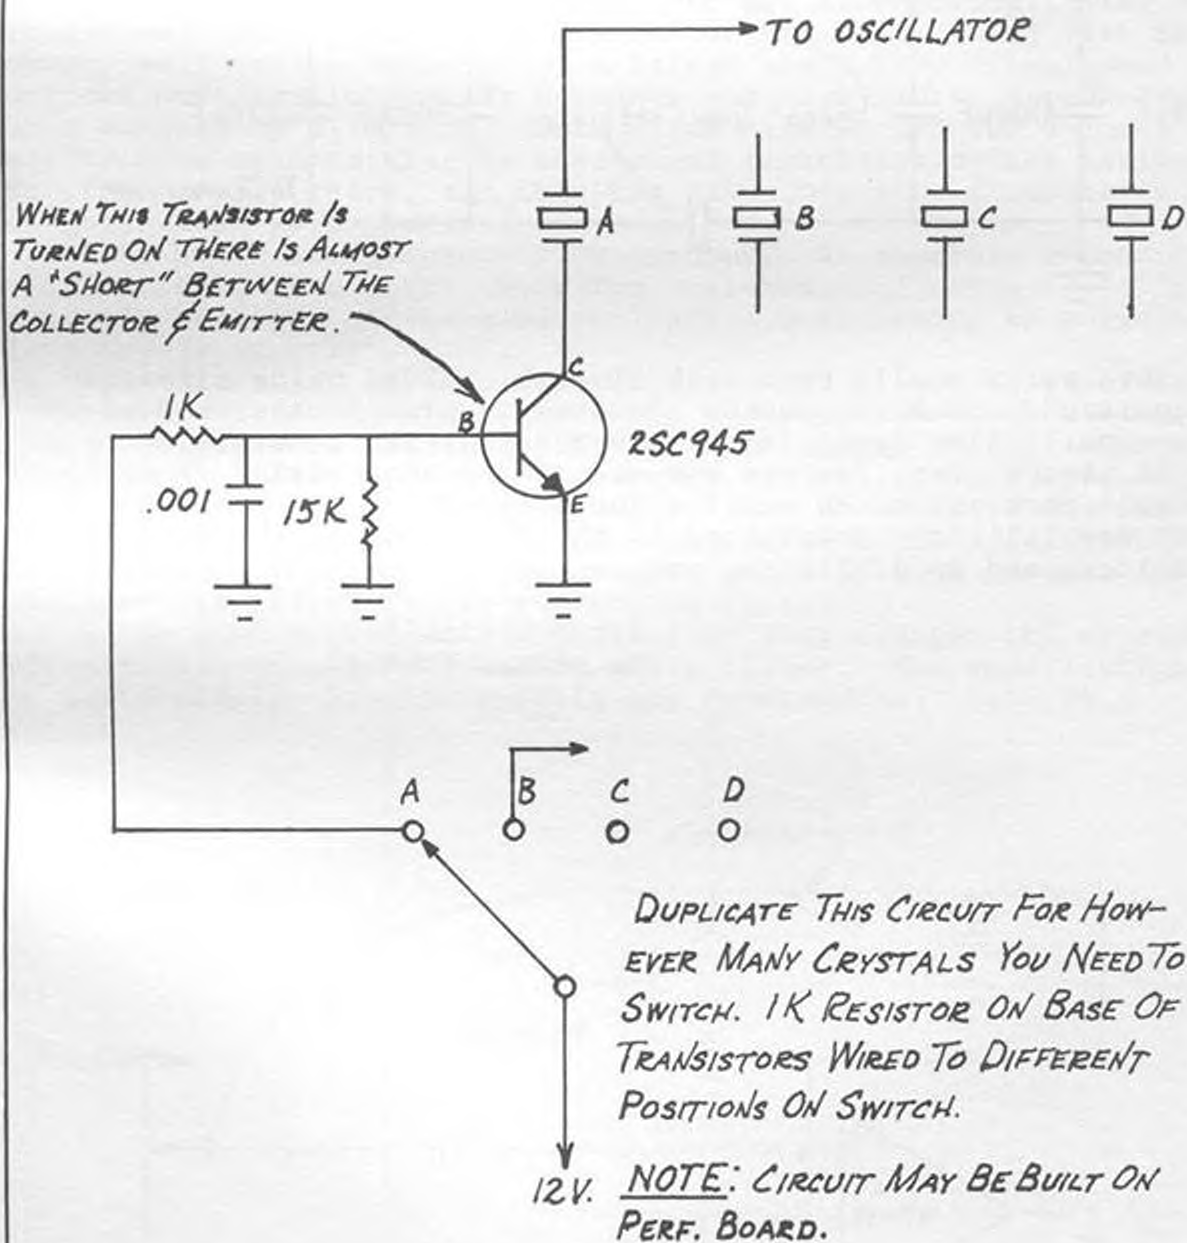 TO OSCILLATOR
A
B
C
D
WHEN THIS TRANSISTOR IS
TURNED ON THERE IS ALMOST
A "SHORT" BETWEEN THE
COLLECTOR & EMITTER.
C
1K
B
2SC945
.001
15K
E
A
B
C
D
DUPLICATE THIS CIRCUIT FOR HOW-
EVER MANY CRYSTALS YOU NEED TO
SWITCH. 1K RESISTOR ON BASE OF
TRANSISTORS WIRED TO DIFFERENT
POSITIONS ON SWITCH.
12V.
NOTE: CIRCUIT MAY BE BUILT ON
PERF. BOARD.